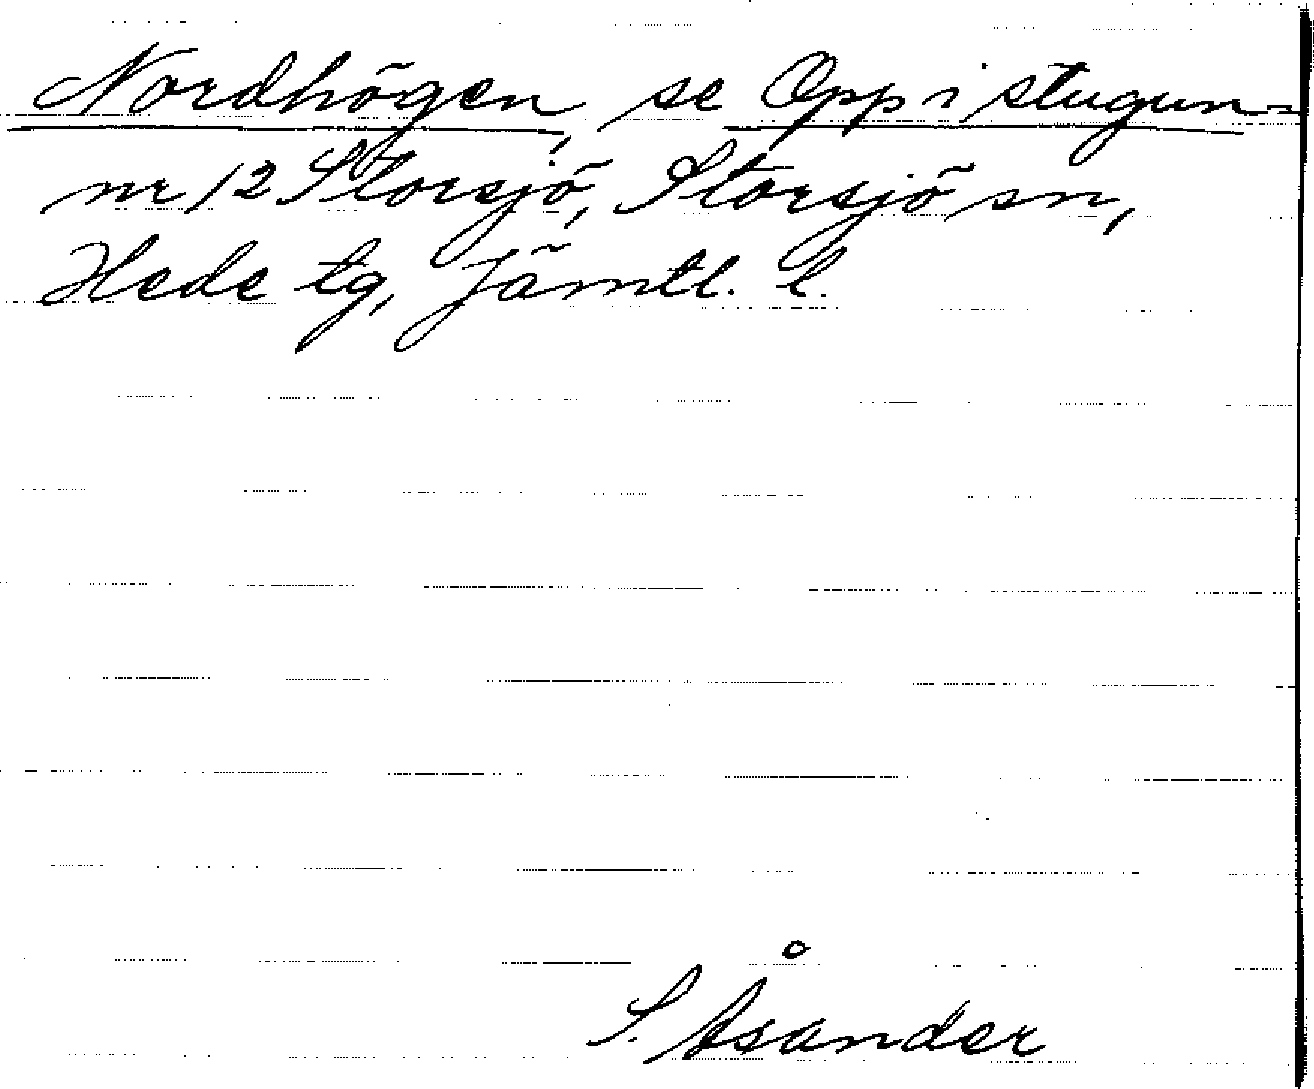 Nordhögen, se Opp i stugun-
nr 12 Storsjö, Storsjö sn,
Hede tg, Jämtl. l.
S. Åsander